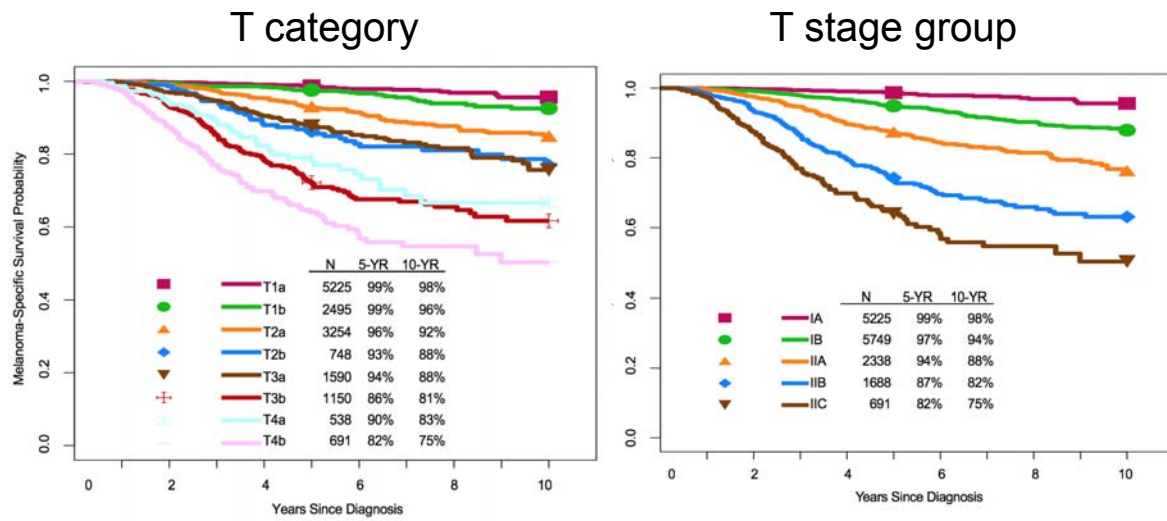 T category
T stage group
Melanoma-Specific Survival Probability
1.0
0.8
0.6
0.4
0.2
0.0
N 5-YR 10-YR
T1a 5225 99% 98%
T1b 2495 99% 96%
T2a 3254 96% 92%
T2b 748 93% 88%
T3a 1590 94% 88%
T3b 1150 86% 81%
T4a 538 90% 83%
T4b 691 82% 75%
0 2 4 6 8 10
Years Since Diagnosis
1.0
0.8
0.6
0.4
0.2
0.0
N 5-YR 10-YR
IA 5225 99% 98%
IB 5749 97% 94%
IIA 2338 94% 88%
IIB 1688 87% 82%
IIC 691 82% 75%
0 2 4 6 8 10
Years Since Diagnosis